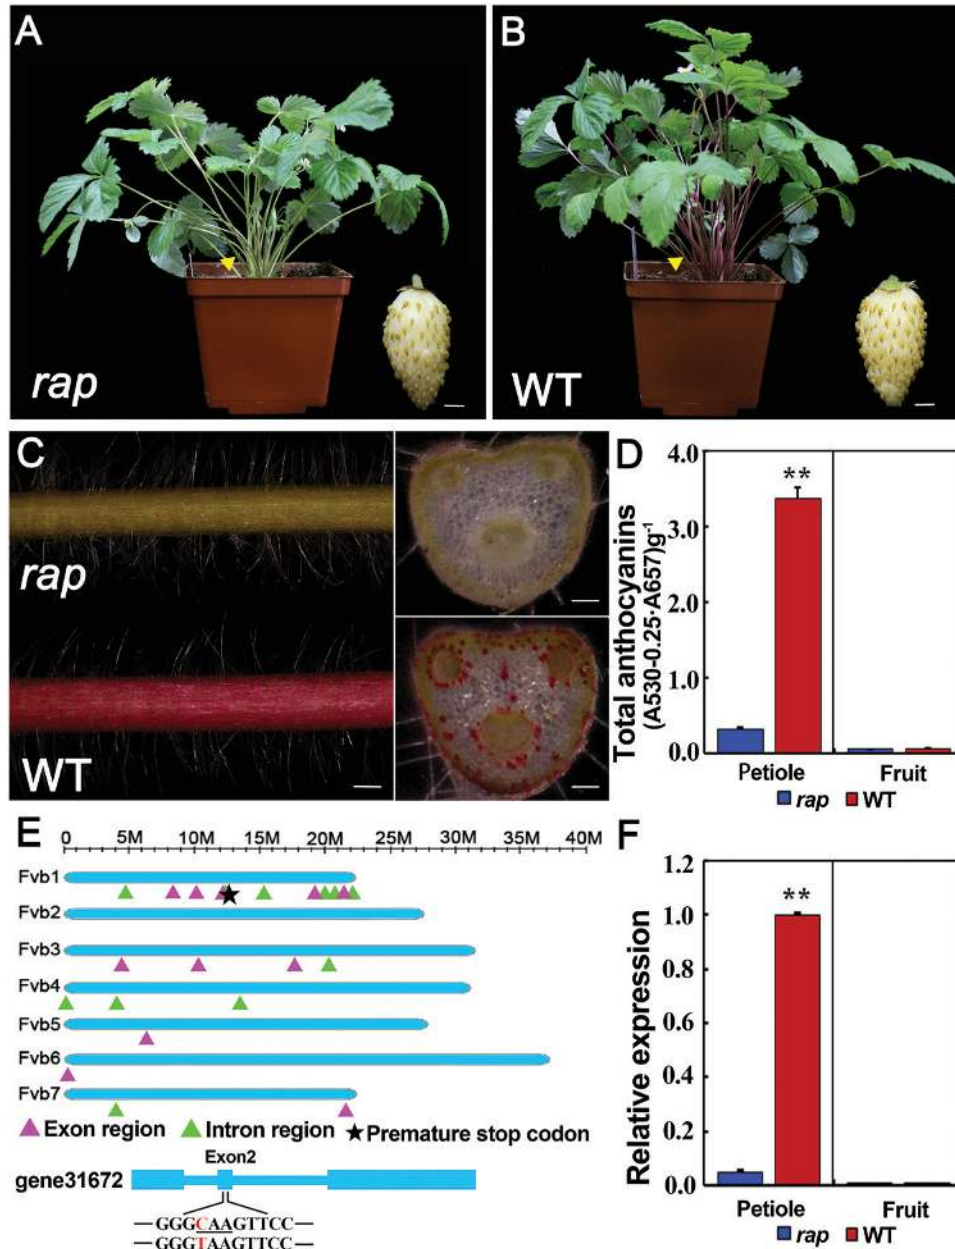 A
rap
B
WT
C
rap
WT
D
Total anthocyanins
(A530-0.25·A657)g-1
4.0
3.0
2.0
1.0
0.0
**
Petiole
Fruit
rap
WT
E
0
5M
10M
15M
20M
25M
30M
35M
40M
Fvb1
Fvb2
Fvb3
Fvb4
Fvb5
Fvb6
Fvb7
Exon region
Intron region
Premature stop codon
Exon2
gene31672
GGGCAAGTTCC
GGGTAAGTTCC
F
Relative expression
1.2
1.0
0.8
0.6
0.4
0.2
0.0
**
Petiole
Fruit
rap
WT